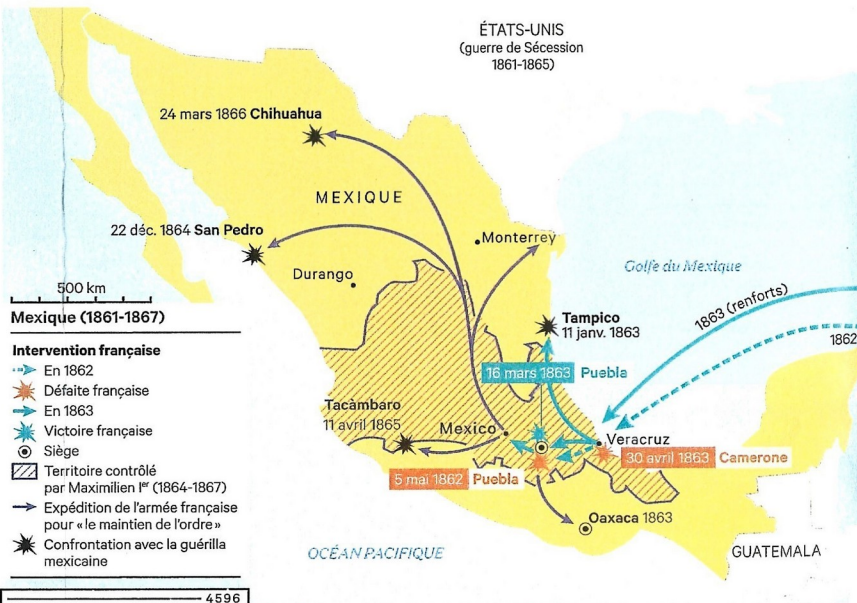 ÉTATS-UNIS
(guerre de Sécession
1861-1865)
24 mars 1866 Chihuahua
MEXIQUE
22 déc. 1864 San Pedro
Monterrey
Golfe du Mexique
Durango
500 km
1863 (renforts)
Tampico
11 janv. 1863
1862
Mexique (1861-1867)
Intervention française
En 1862
Défaite française
En 1863
Victoire française
Siège
Territoire contrôlé
par Maximilien Ier (1864-1867)
Expédition de l'armée française
pour « le maintien de l'ordre »
Confrontation avec la guérilla
mexicaine
16 mars 1863 Puebla
Tacàmbaro
11 avril 1865
Mexico
Veracruz
30 avril 1863 Camerone
5 mai 1862 Puebla
Oaxaca 1863
OCÉAN PACIFIQUE
GUATEMALA
4596